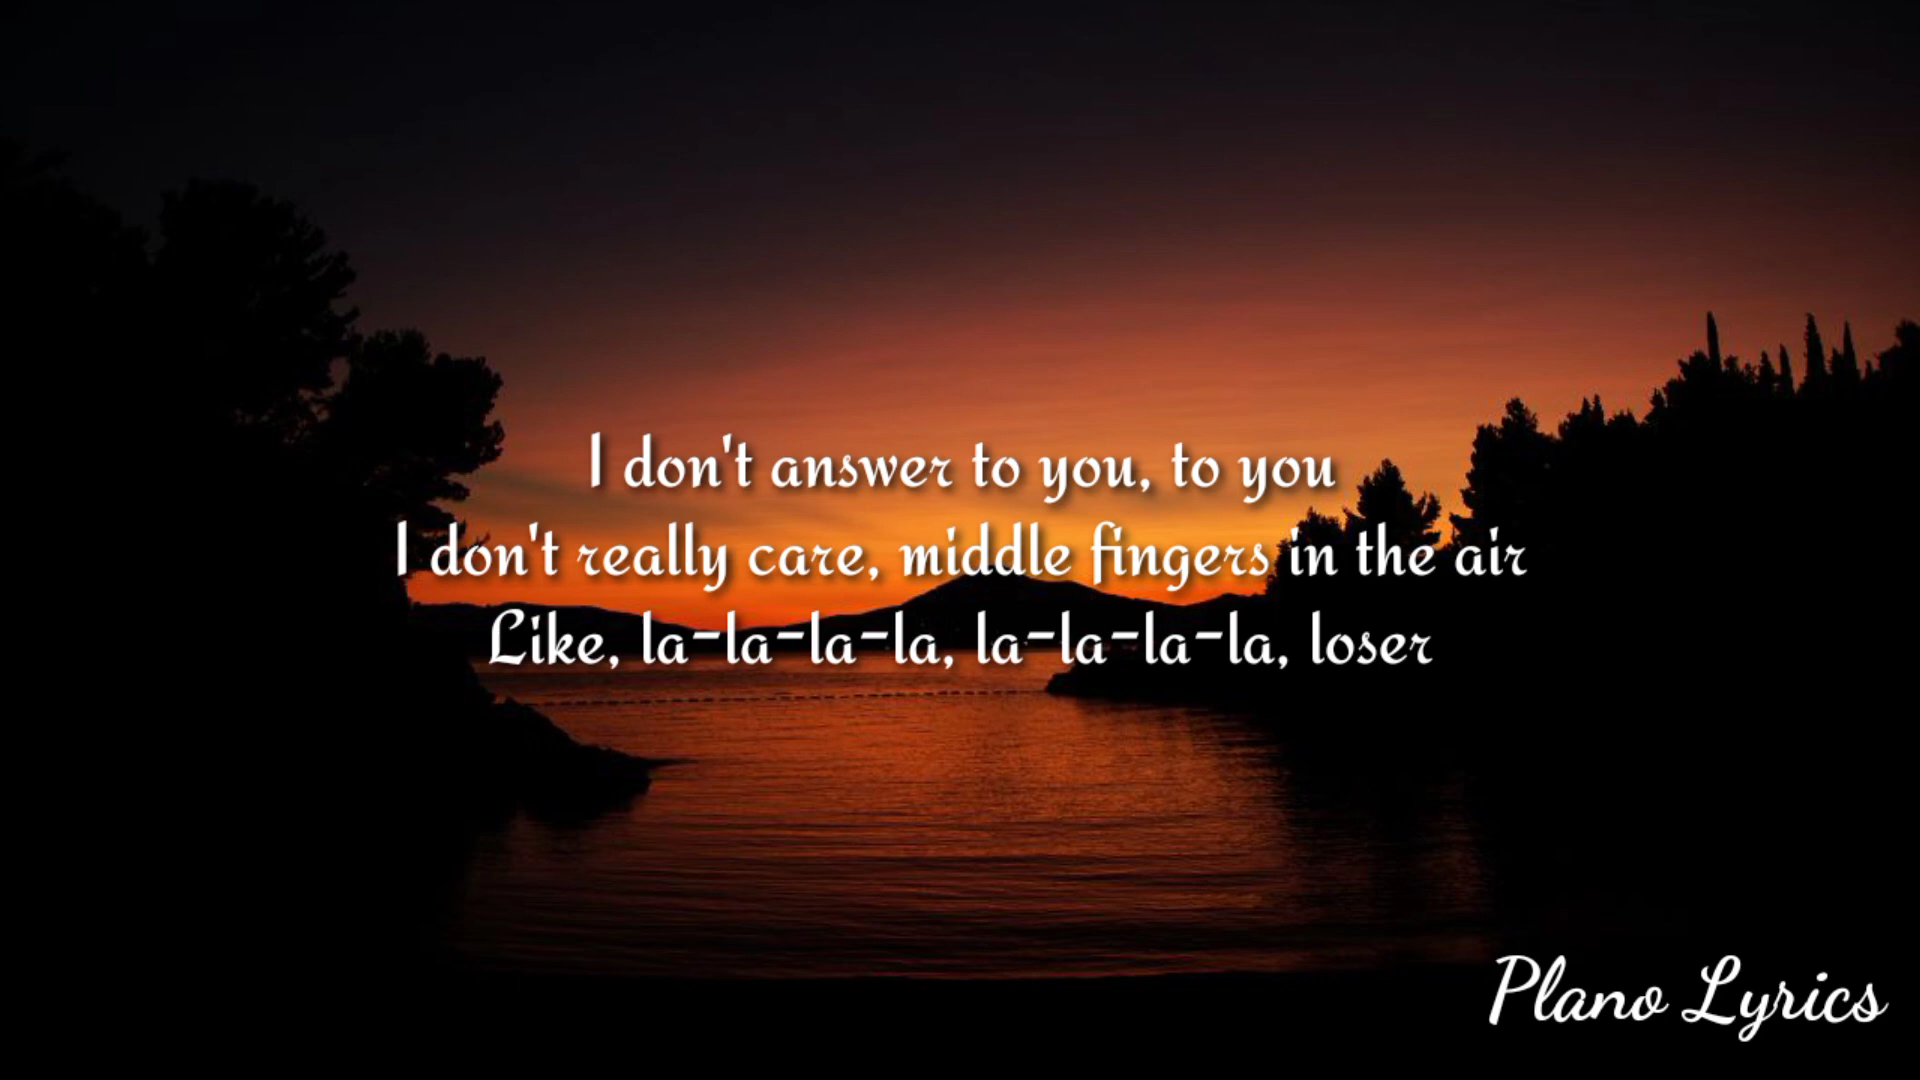 I don't answer to you, to you
I don't really care, middle fingers in the air
Like, la-la-la-la, la-la-la-la, loser
Plano Lyrics